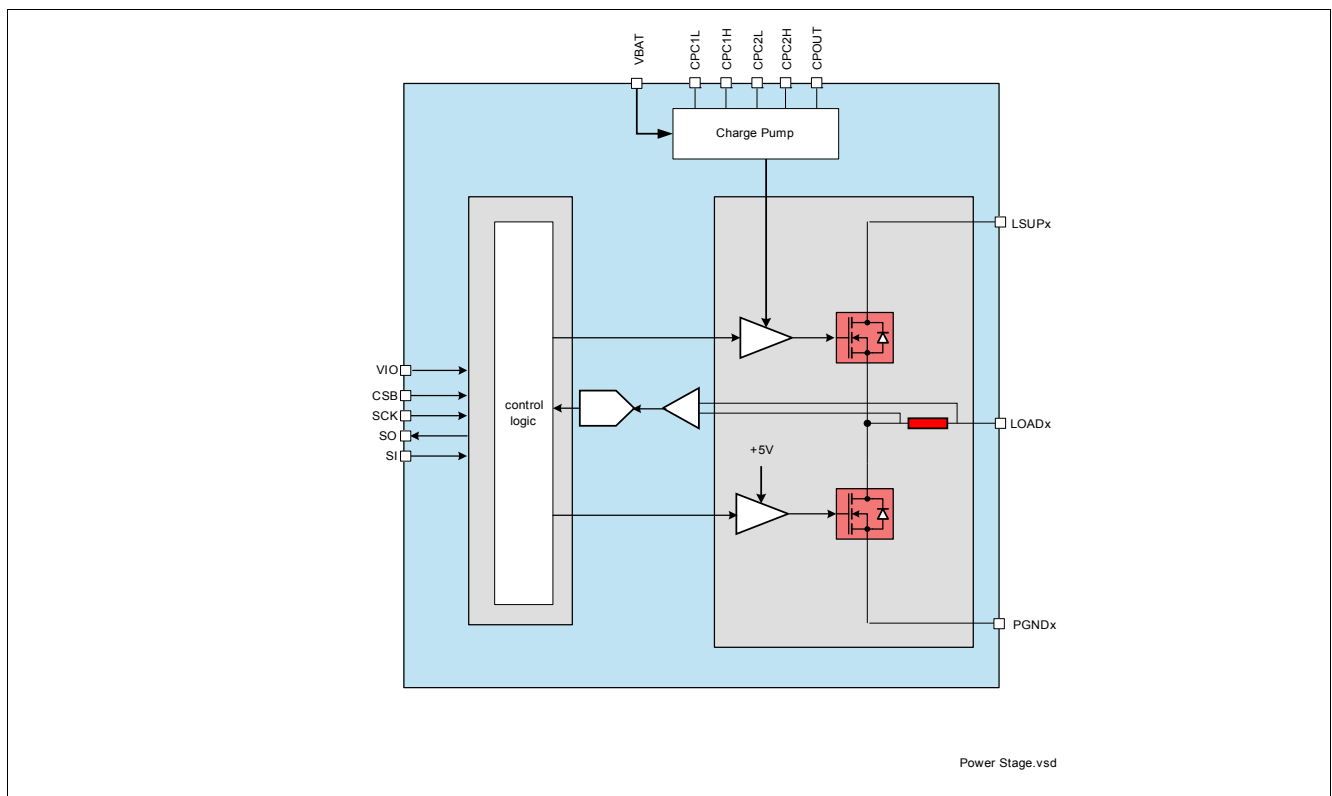 VBAT
CPC1L
CPC1H
CPC2L
CPC2H
CPOUT
Charge Pump
LSUPx
VIO
CSB
SCK
SO
SI
control
logic
LOADx
+5V
PGNDx
Power Stage.vsd